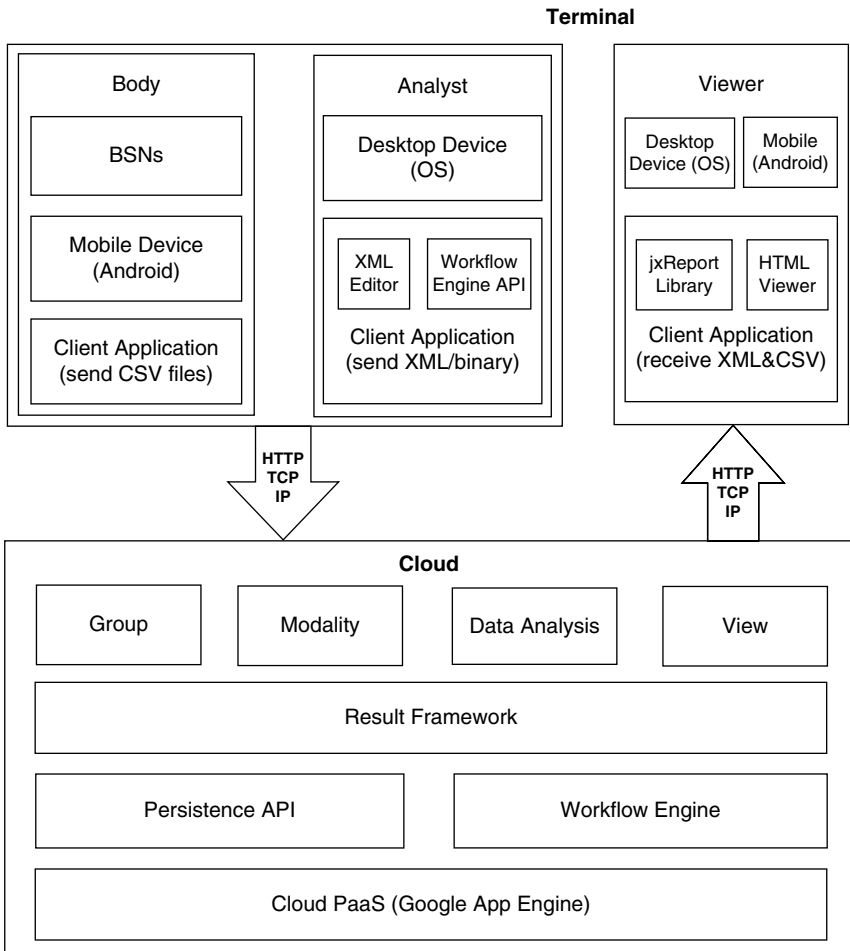 Terminal
Body
BSNs
Mobile Device
(Android)
Client Application
(send CSV files)
Analyst
Desktop Device
(OS)
XML
Editor
Workflow
Engine API
Client Application
(send XML/binary)
Viewer
Desktop
Device (OS)
Mobile
(Android)
jxReport
Library
HTML
Viewer
Client Application
(receive XML&CSV)
HTTP
TCP
IP
HTTP
TCP
IP
Cloud
Group
Modality
Data Analysis
View
Result Framework
Persistence API
Workflow Engine
Cloud PaaS (Google App Engine)